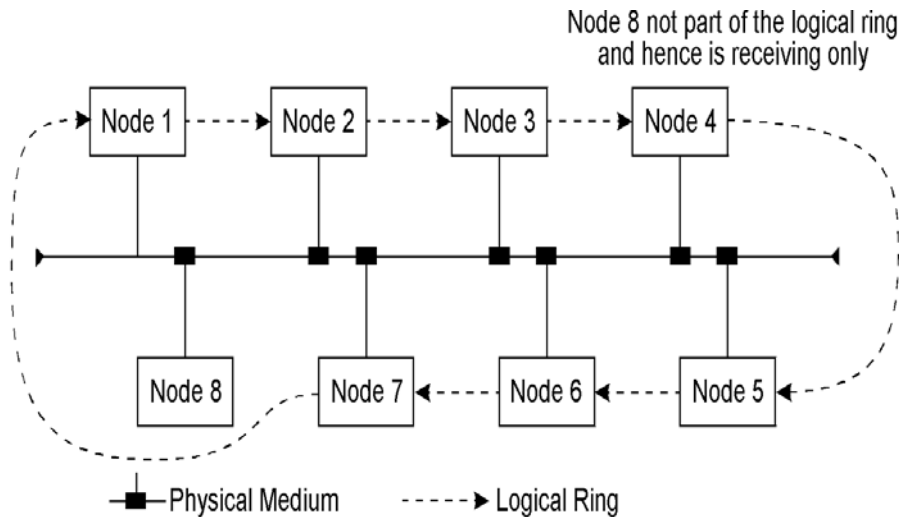 Node 8 not part of the logical ring
and hence is receiving only
Node 1
Node 2
Node 3
Node 4
Node 8
Node 7
Node 6
Node 5
Physical Medium
Logical Ring